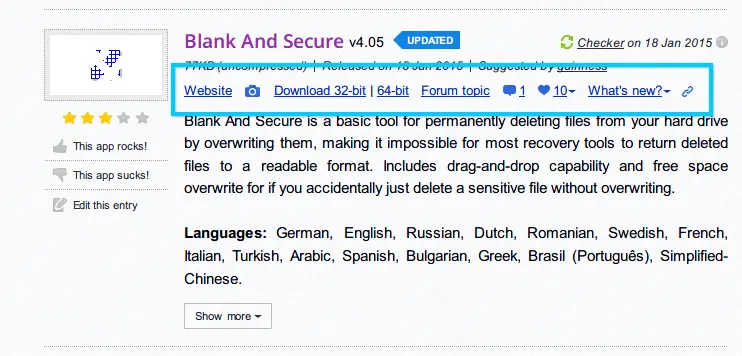 Blank And Secure v4.05 UPDATED Checker on 18 Jan 2015
77KB (uncompressed) | Released on 18 Jan 2015 | Suggested by guinness
Website Download 32-bit | 64-bit Forum topic 1 10 What's new?
Blank And Secure is a basic tool for permanently deleting files from your hard drive
by overwriting them, making it impossible for most recovery tools to return deleted
files to a readable format. Includes drag-and-drop capability and free space
overwrite for if you accidentally just delete a sensitive file without overwriting.
This app rocks!
This app sucks!
Edit this entry
Languages: German, English, Russian, Dutch, Romanian, Swedish, French,
Italian, Turkish, Arabic, Spanish, Bulgarian, Greek, Brasil (Português), Simplified-
Chinese.
Show more